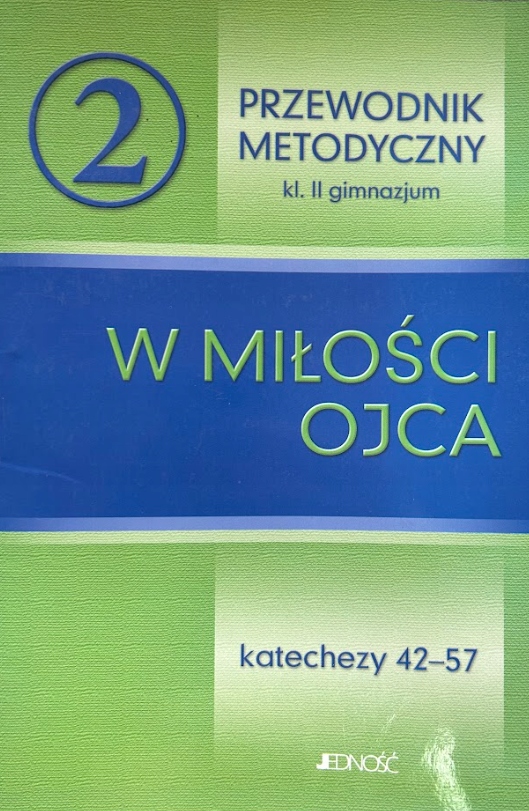 2
PRZEWODNIK
METODYCZNY
kl. II gimnazjum
W MIŁOŚCI
OJCA
katechezy 42–57
JEDNOŚĆ